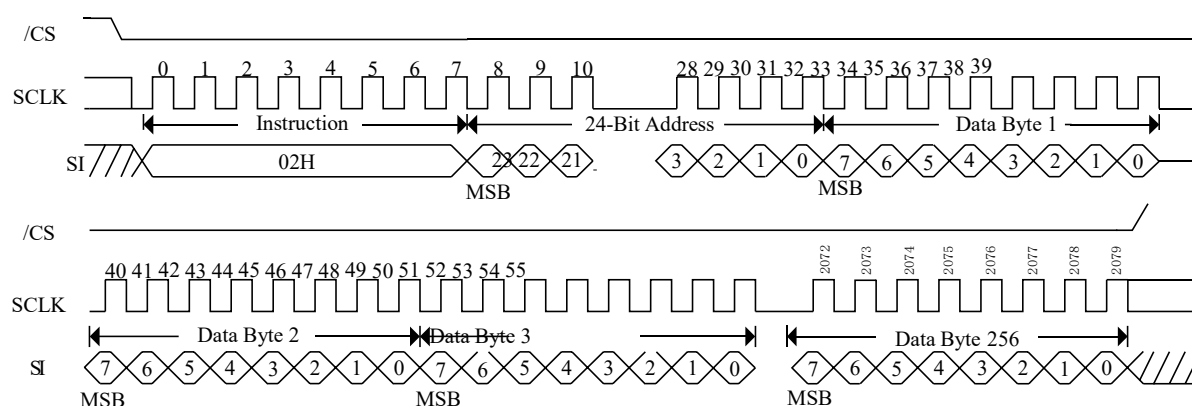 /CS
0 1 2 3 4 5 6 7 8 9 10 28 29 30 31 32 33 34 35 36 37 38 39
SCLK
Instruction 24-Bit Address Data Byte 1
SI 02H 23 22 21 3 2 1 0 7 6 5 4 3 2 1 0
MSB MSB
/CS
40 41 42 43 44 45 46 47 48 49 50 51 52 53 54 55 2072 2073 2074 2075 2076 2077 2078 2079
SCLK
Data Byte 2 Data Byte 3 Data Byte 256
SI 7 6 5 4 3 2 1 0 7 6 5 4 3 2 1 0 7 6 5 4 3 2 1 0
MSB MSB MSB